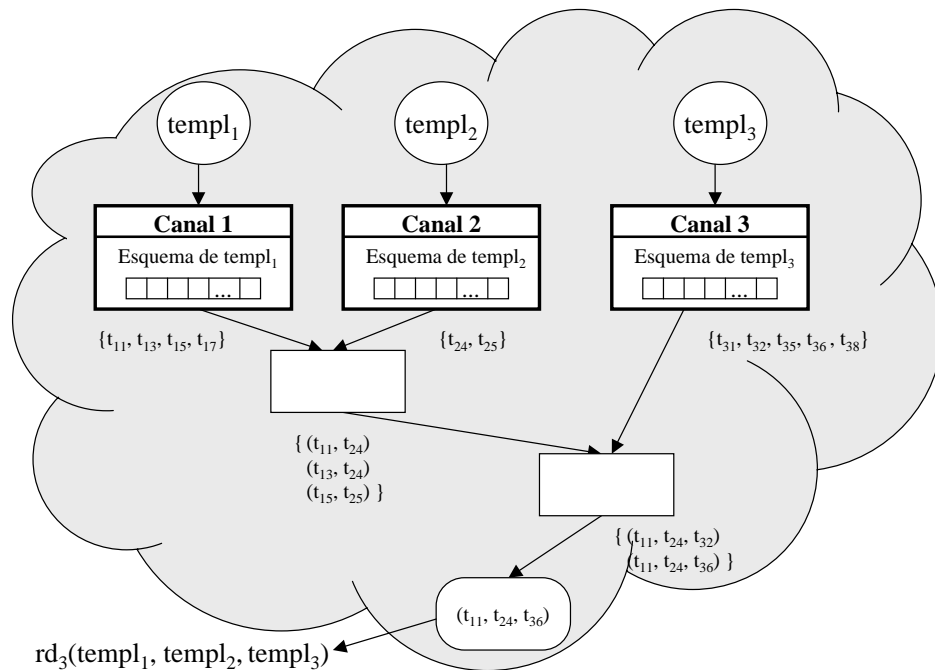 templ₁
templ₂
templ₃
Canal 1
Canal 2
Canal 3
Esquema de templ₁
Esquema de templ₂
Esquema de templ₃
...
...
...
{t₁₁, t₁₃, t₁₅, t₁₇}
{t₂₄, t₂₅}
{t₃₁, t₃₂, t₃₅, t₃₆ , t₃₈}
{ (t₁₁, t₂₄)
(t₁₃, t₂₄)
(t₁₅, t₂₅) }
{ (t₁₁, t₂₄, t₃₂)
(t₁₁, t₂₄, t₃₆) }
(t₁₁, t₂₄, t₃₆)
rd₃(templ₁, templ₂, templ₃)